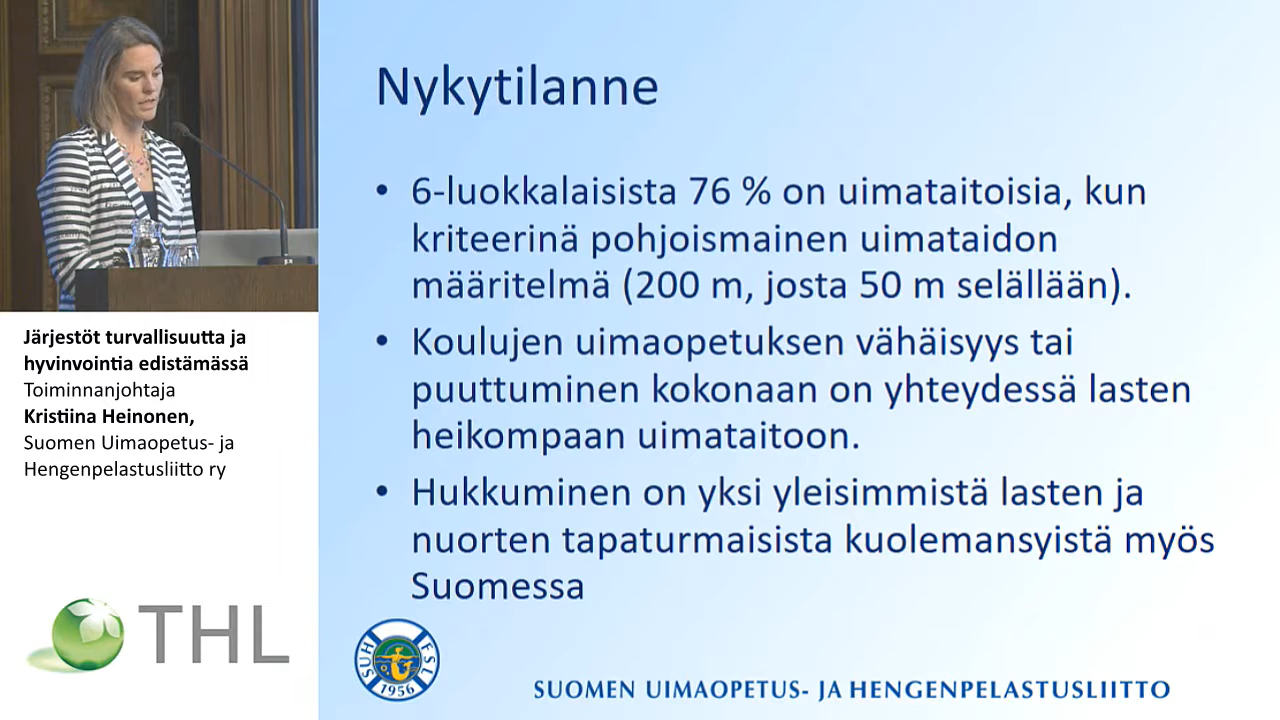 Nykytilanne
• 6-luokkalaisista 76 % on uimataitoisia, kun
kriteerinä pohjoismainen uimataidon
määritelmä (200 m, josta 50 m selällään).
• Koulujen uimaopetuksen vähäisyys tai
puuttuminen kokonaan on yhteydessä lasten
heikompaan uimataitoon.
• Hukkuminen on yksi yleisimmistä lasten ja
nuorten tapaturmaisista kuolemansyistä myös
Suomessa
SUH
FSL
1956
SUOMEN UIMAOPETUS- JA HENGENPELASTUSLIITTO
Järjestöt turvallisuutta ja
hyvinvointia edistämässä
Toiminnanjohtaja
Kristiina Heinonen,
Suomen Uimaopetus- ja
Hengenpelastusliitto ry
THL